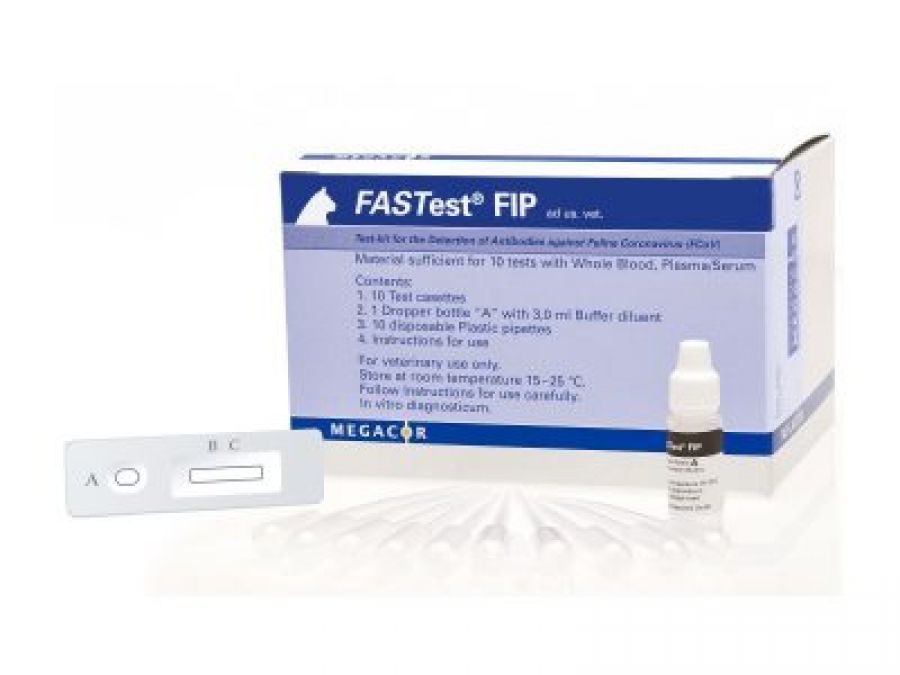 FASTest® FIP ad us. vet.
Test-kit for the Detection of Antibodies against Feline Coronavirus (FCoV)
Material sufficient for 10 tests with Whole Blood, Plasma/Serum
Contents:
1. 10 Test casettes
2. 1 Dropper bottle "A" with 3,0 ml Buffer diluent
3. 10 disposable Plastic pipettes
4. Instructions for use
For veterinary use only.
Store at room temperature 15–25 °C.
Follow Instructions for use carefully.
In vitro diagnosticum.
MEGACOR
B C
A
Test® FIP
A